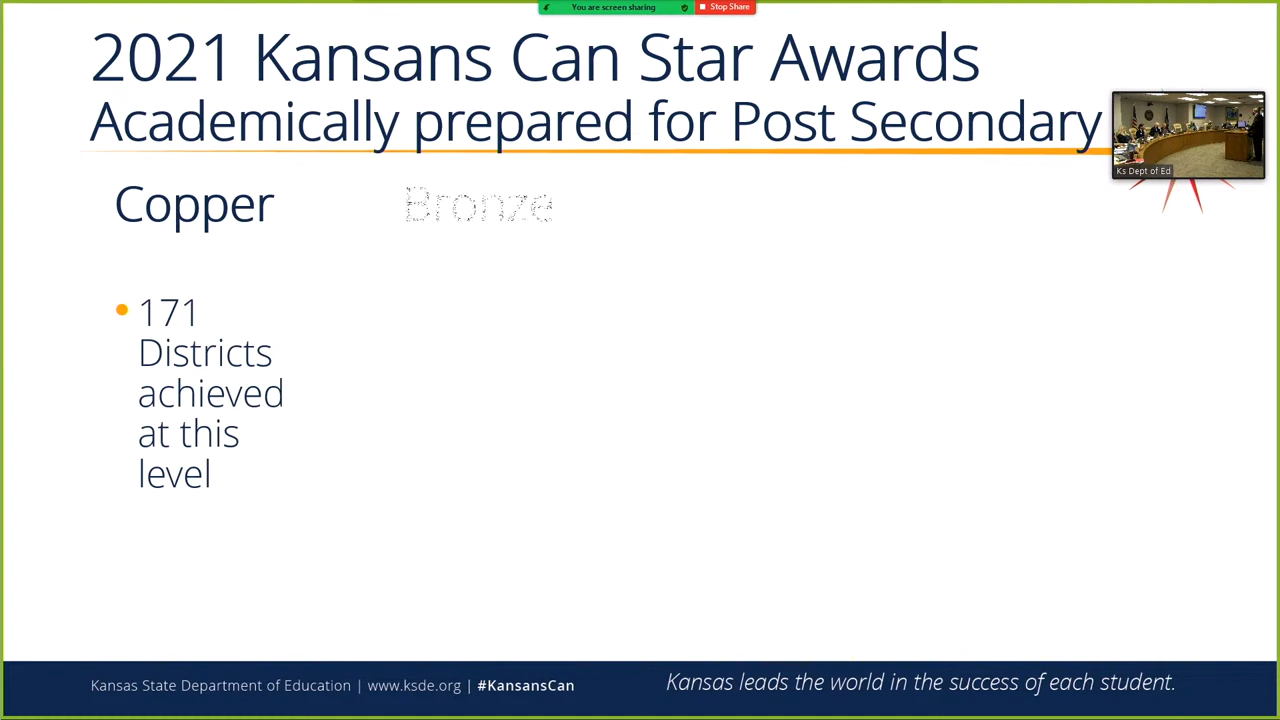 You are screen sharing
Stop Share
2021 Kansans Can Star Awards
Academically prepared for Post Secondary
Ks Dept of Ed
Copper
Bronze
• 171
Districts
achieved
at this
level
Kansas State Department of Education | www.ksde.org | #KansansCan
Kansas leads the world in the success of each student.